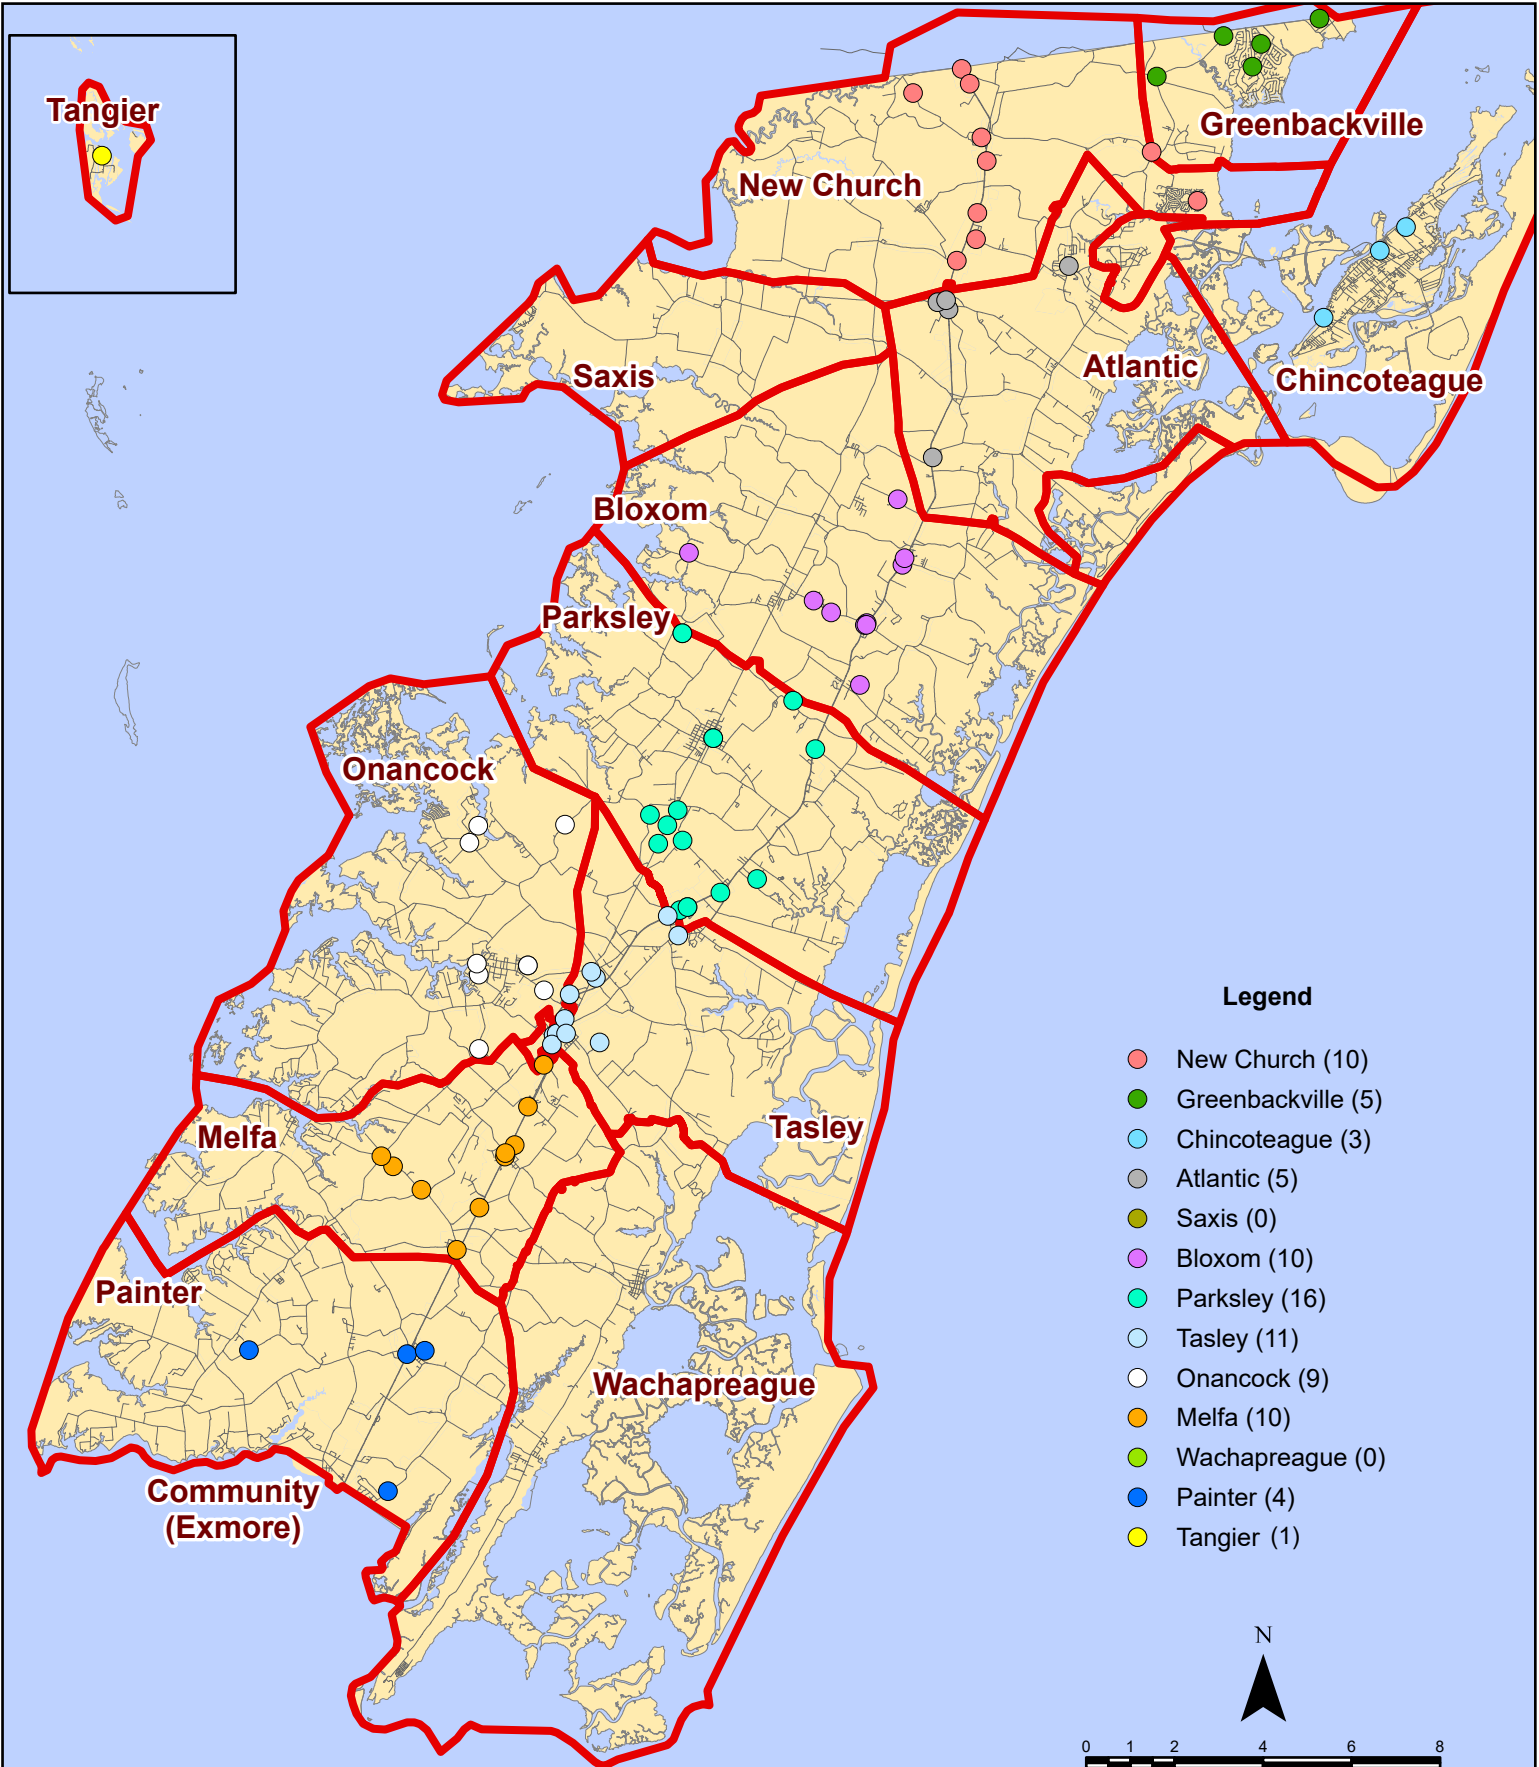 Tangier
Greenbackville
New Church
Atlantic
Saxis
Chincoteague
Bloxom
Parksley
Onancock
Tasley
Melfa
Painter
Wachapreague
Community
(Exmore)
Legend
New Church (10)
Greenbackville (5)
Chincoteague (3)
Atlantic (5)
Saxis (0)
Bloxom (10)
Parksley (16)
Tasley (11)
Onancock (9)
Melfa (10)
Wachapreague (0)
Painter (4)
Tangier (1)
N
0 1 2 4 6 8